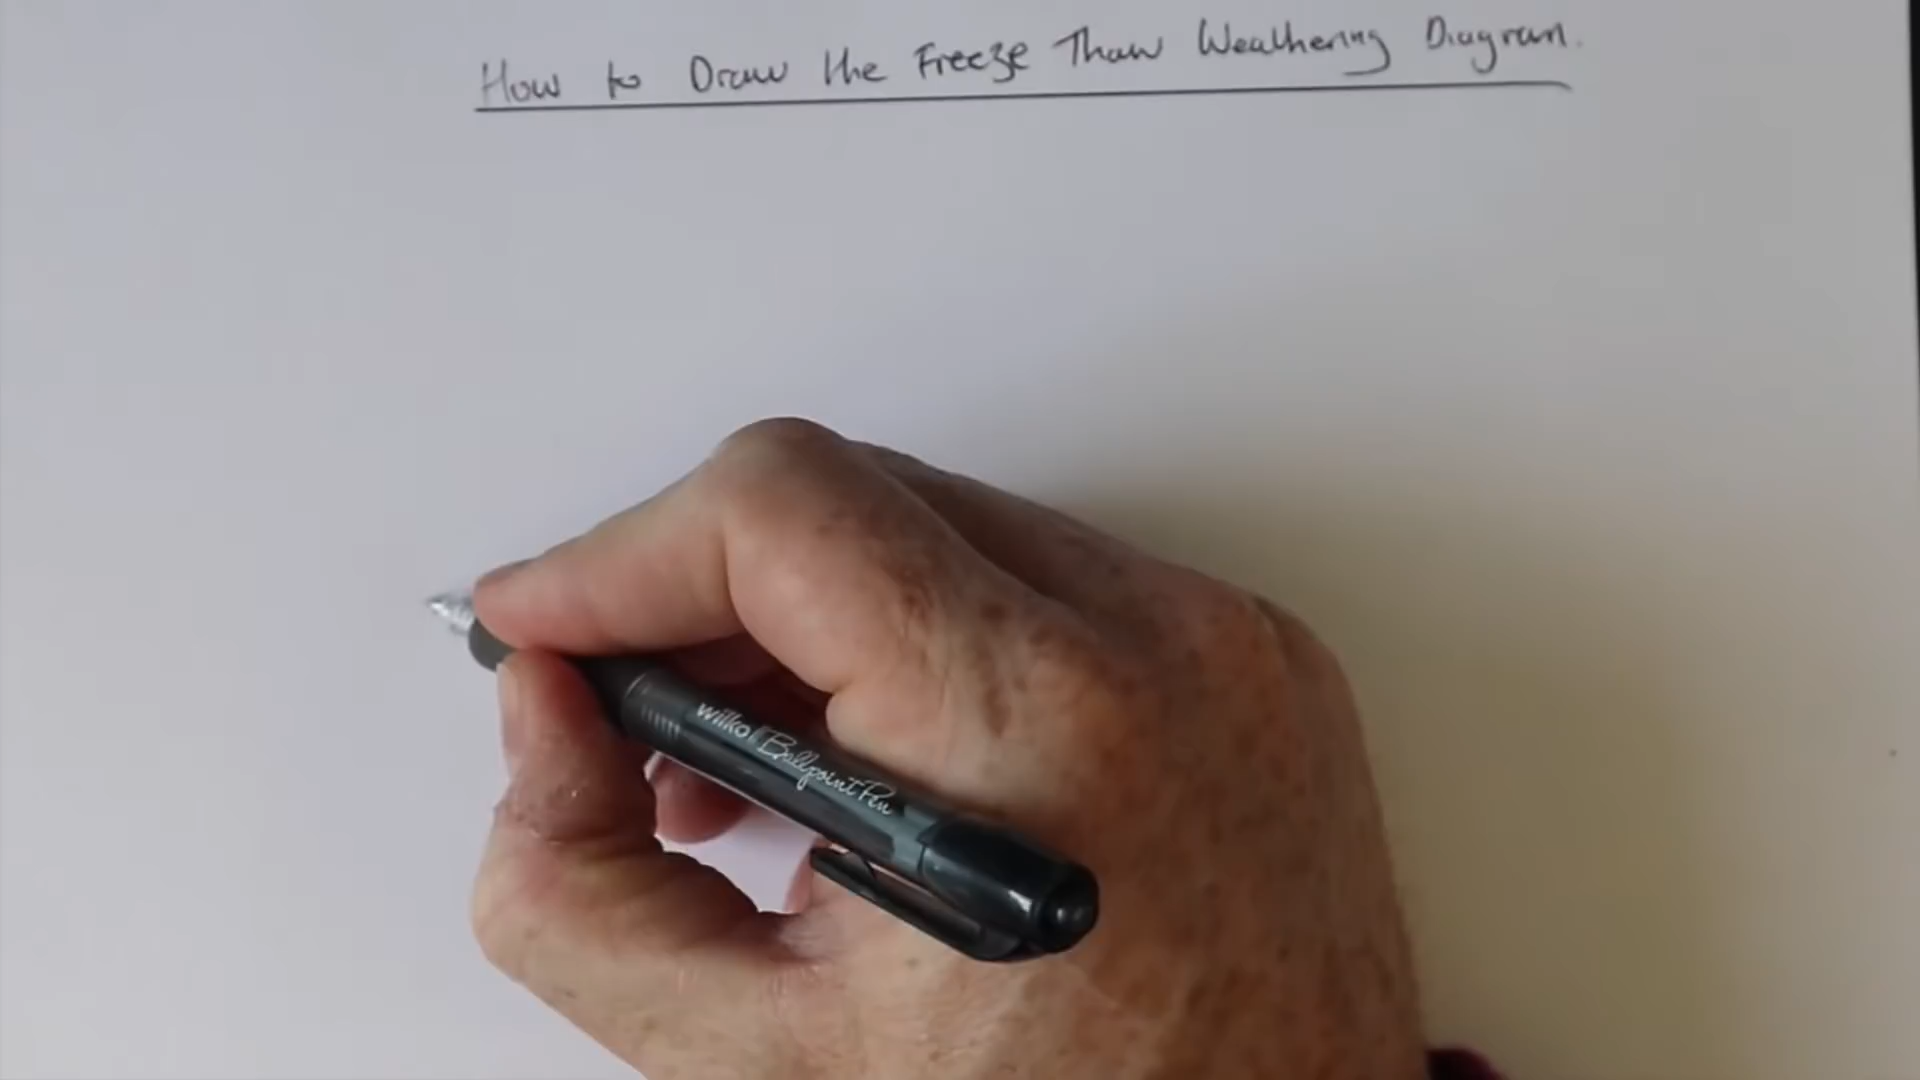 How to Draw the Freeze Thaw Weathering Diagram.
wilko Ballpoint Pen